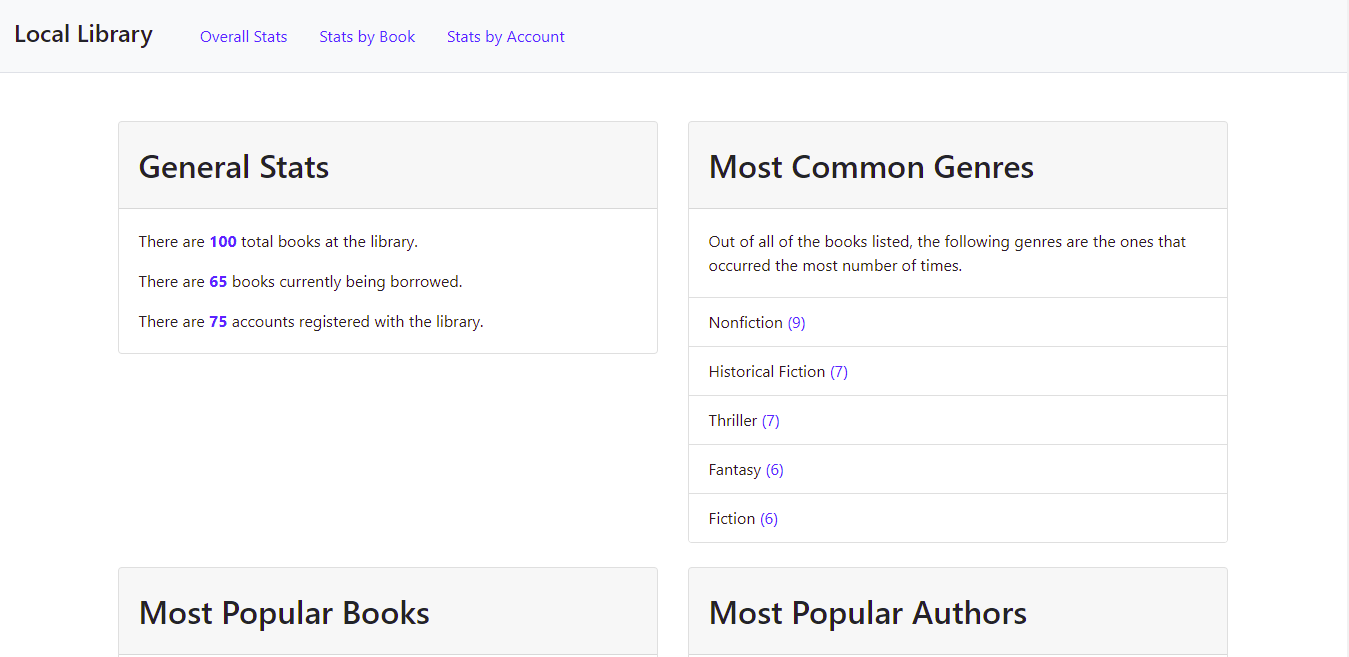 Local Library
Overall Stats
Stats by Book
Stats by Account
General Stats
There are 100 total books at the library.
There are 65 books currently being borrowed.
There are 75 accounts registered with the library.
Most Common Genres
Out of all of the books listed, the following genres are the ones that
occurred the most number of times.
Nonfiction (9)
Historical Fiction (7)
Thriller (7)
Fantasy (6)
Fiction (6)
Most Popular Books
Most Popular Authors